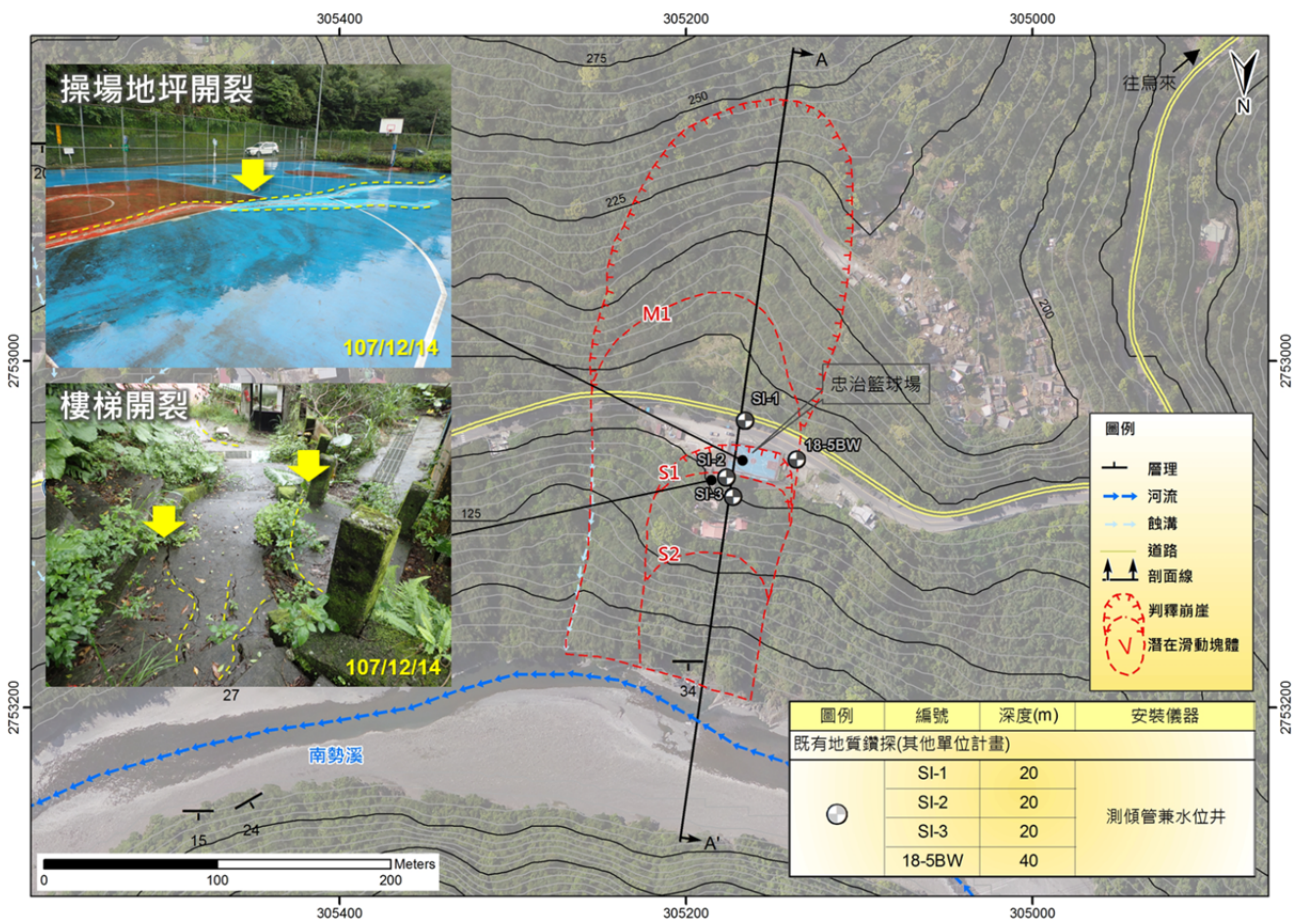 305400
305200
305000
操場地坪開裂
107/12/14
樓梯開裂
107/12/14
275
250
225
200
125
A
往烏來
N
2753000
2753000
M1
忠治籃球場
SI-1
18-5BW
SI-2
S1
SI-3
S2
圖例
層理
河流
蝕溝
道路
剖面線
判釋崩崖
潛在滑動塊體
27
34
2753200
2753200
南勢溪
15
24
A'
圖例 編號 深度(m) 安裝儀器
既有地質鑽探(其他單位計畫)
SI-1 20
SI-2 20
SI-3 20
18-5BW 40
測傾管兼水位井
Meters
0 100 200
305400
305200
305000